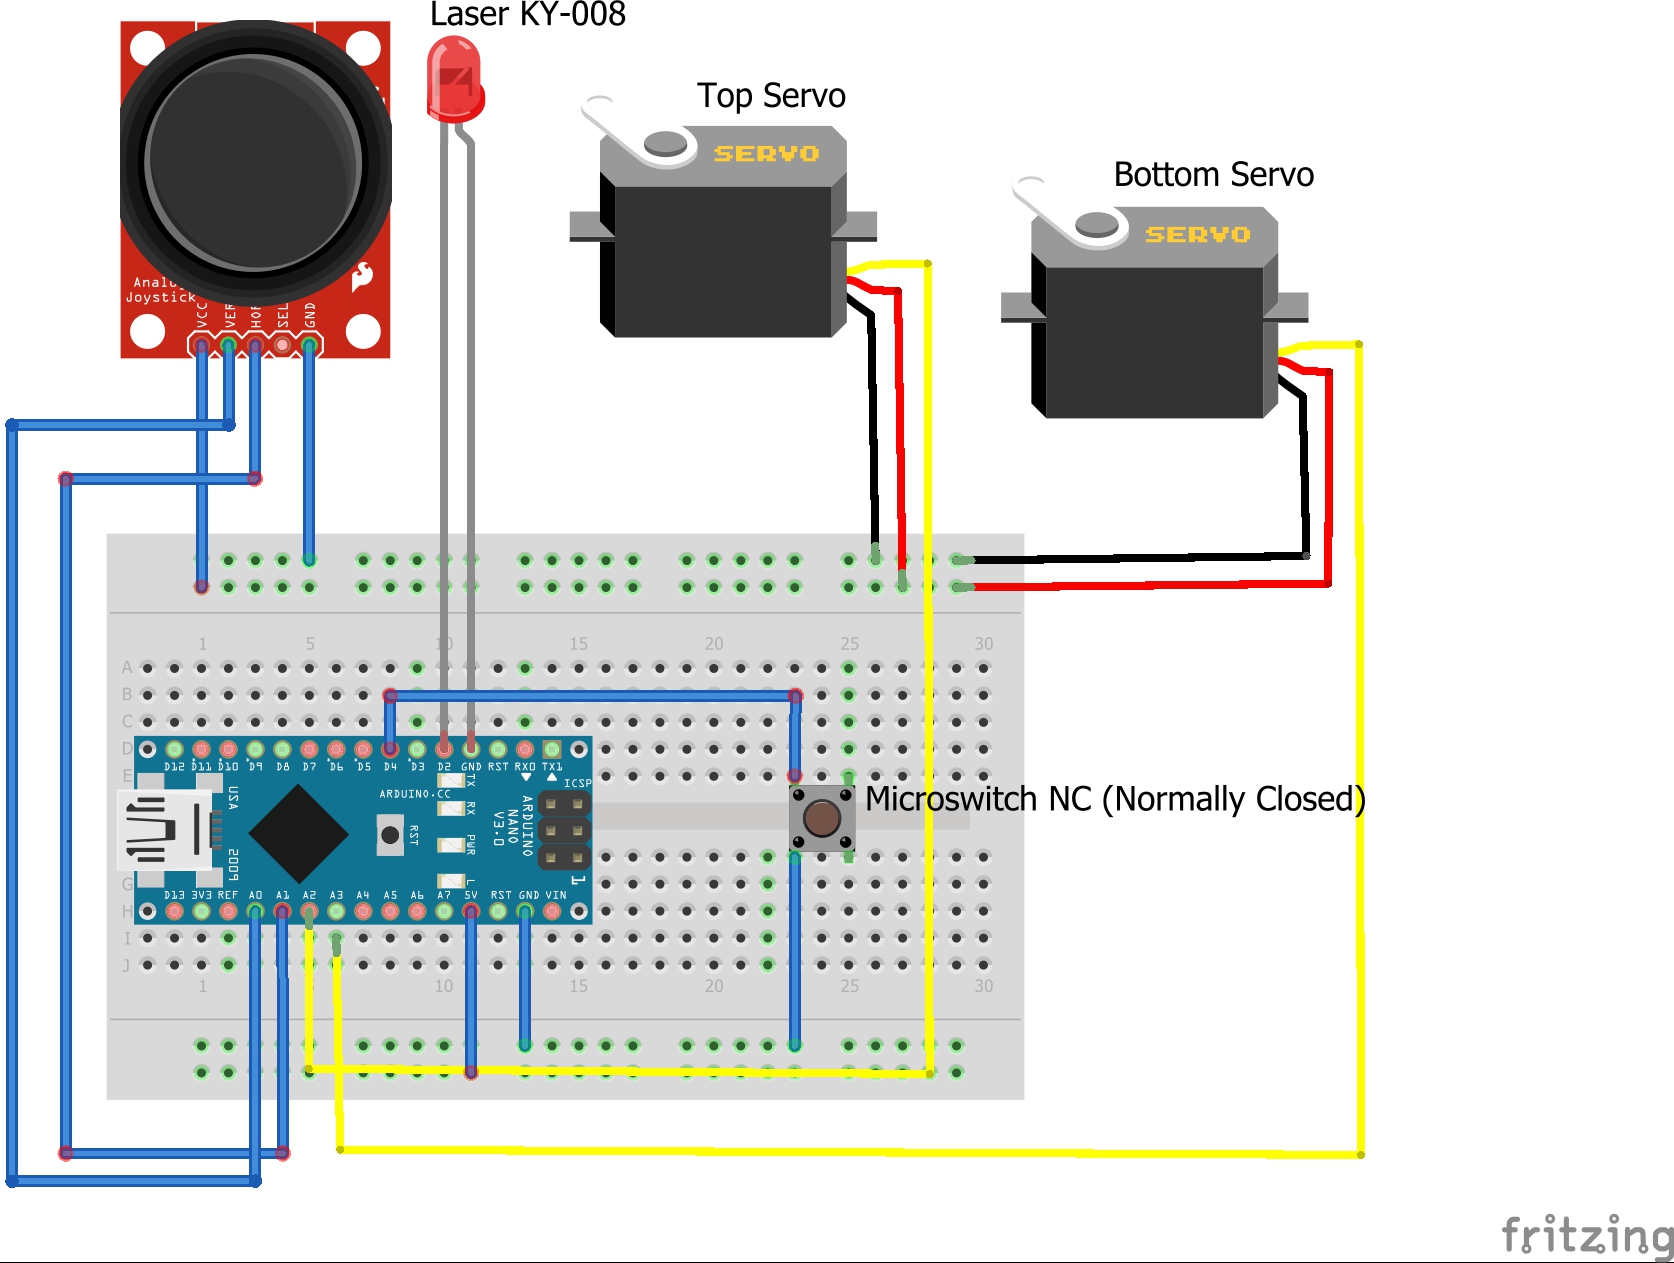 Laser KY-008
Top Servo
SERVO
Bottom Servo
SERVO
Joystick
VCC
SEL
GND
1 5 10 15 20 25 30
A
B
C
D
E
D12 D11 D10 D9 D8 D7 D6 D5 D4 D3 D2 GND RST RX0 TX1
TX
RX
PWR
L
ARDUINO.CC
RST
ARDUINO
NANO
V3.0
ICSP
1
USA
2009
Microswitch NC (Normally Closed)
D13 3V3 REF A0 A1 A2 A3 A4 A5 A6 A7 5V RST GND VIN
G
H
I
J
1 10 15 20 25 30
fritzing